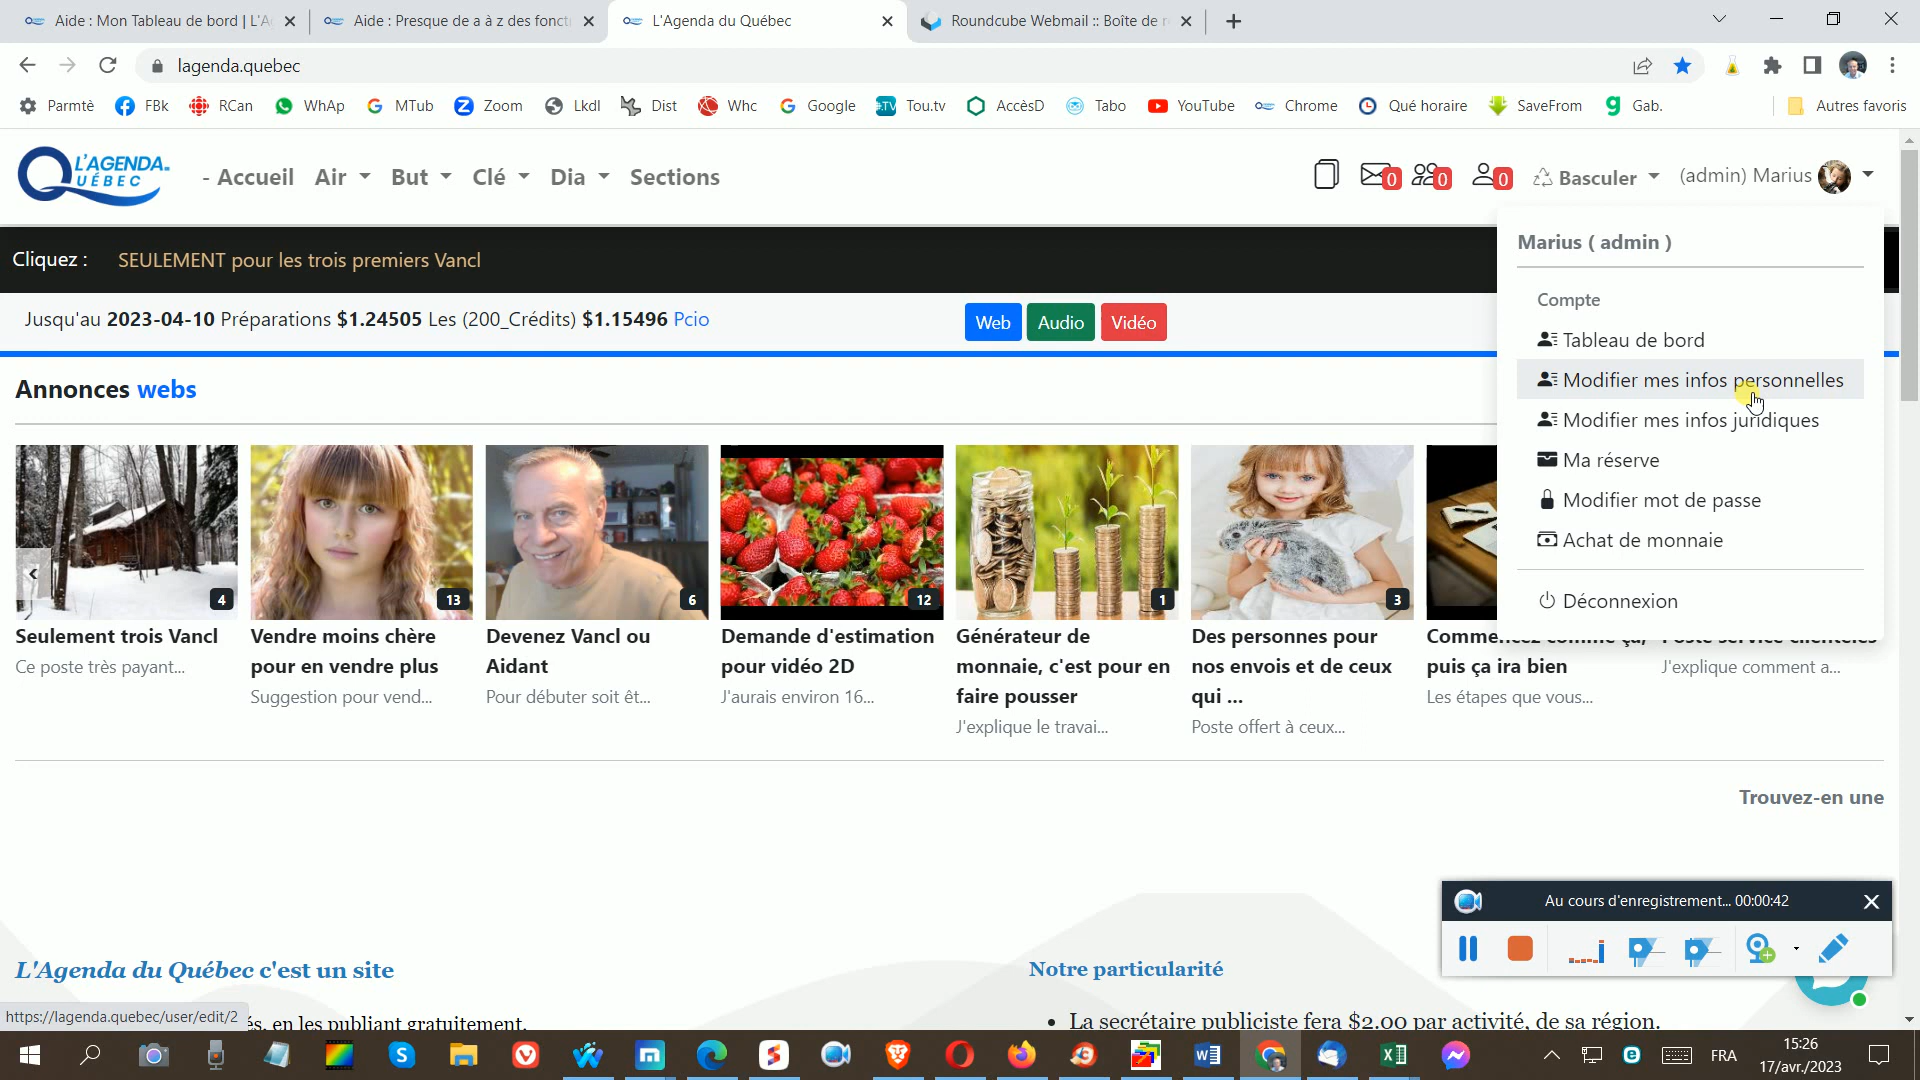 Aide : Mon Tableau de bord | L'A
Aide : Presque de a à z des foncti
L'Agenda du Québec
Roundcube Webmail :: Boîte de r
lagenda.quebec
Parmtè
FBk
RCan
WhAp
MTub
Zoom
Lkdl
Dist
Whc
Google
Tou.tv
AccèsD
Tabo
YouTube
Chrome
Qué horaire
SaveFrom
Gab.
Autres favoris
L'AGENDA.
UÉBEC
- Accueil
Air
But
Clé
Dia
Sections
0
0
0
Basculer
(admin) Marius
Cliquez :
SEULEMENT pour les trois premiers Vancl
Marius ( admin )
Compte
Tableau de bord
Modifier mes infos personnelles
Modifier mes infos juridiques
Ma réserve
Modifier mot de passe
Achat de monnaie
Déconnexion
Jusqu'au 2023-04-10 Préparations $1.24505 Les (200_Crédits) $1.15496 Pcio
Web
Audio
Vidéo
Annonces webs
4
13
6
12
1
3
Seulement trois Vancl
Ce poste très payant...
Vendre moins chère
pour en vendre plus
Suggestion pour vend...
Devenez Vancl ou
Aidant
Pour débuter soit êt...
Demande d'estimation
pour vidéo 2D
J'aurais environ 16...
Générateur de
monnaie, c'est pour en
faire pousser
J'explique le travai...
Des personnes pour
nos envois et de ceux
qui ...
Poste offert à ceux...
Commencez comme ça,
puis ça ira bien
Les étapes que vous...
Poste service clientèles
J'explique comment a...
Trouvez-en une
Au cours d'enregistrement... 00:00:42
L'Agenda du Québec c'est un site
Notre particularité
https://lagenda.quebec/user/edit/2
és, en les publiant gratuitement.
• La secrétaire publiciste fera $2.00 par activité, de sa région.
FRA
15:26
17/avr./2023